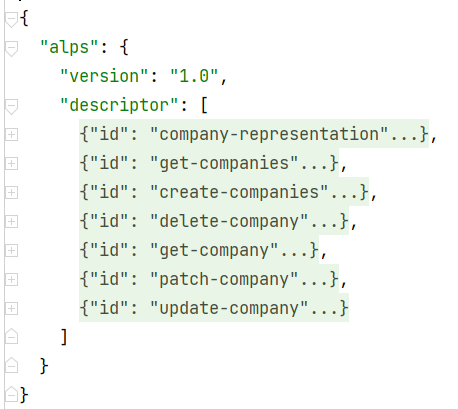 {
"alps": {
"version": "1.0",
"descriptor": [
{"id": "company-representation"...},
{"id": "get-companies"...},
{"id": "create-companies"...},
{"id": "delete-company"...},
{"id": "get-company"...},
{"id": "patch-company"...},
{"id": "update-company"...}
]
}
}